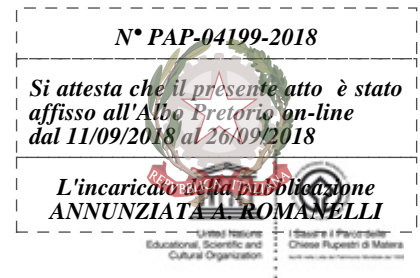 N° PAP-04199-2018
Si attesta che il presente atto è stato
affisso all'Albo Pretorio on-line
dal 11/09/2018 al 26/09/2018
L'incaricato della pubblicazione
ANNUNZIATA A. ROMANELLI
United Nations
Educational, Scientific and
Cultural Organization
I Sassi e il Parco delle
Chiese Rupestri di Matera